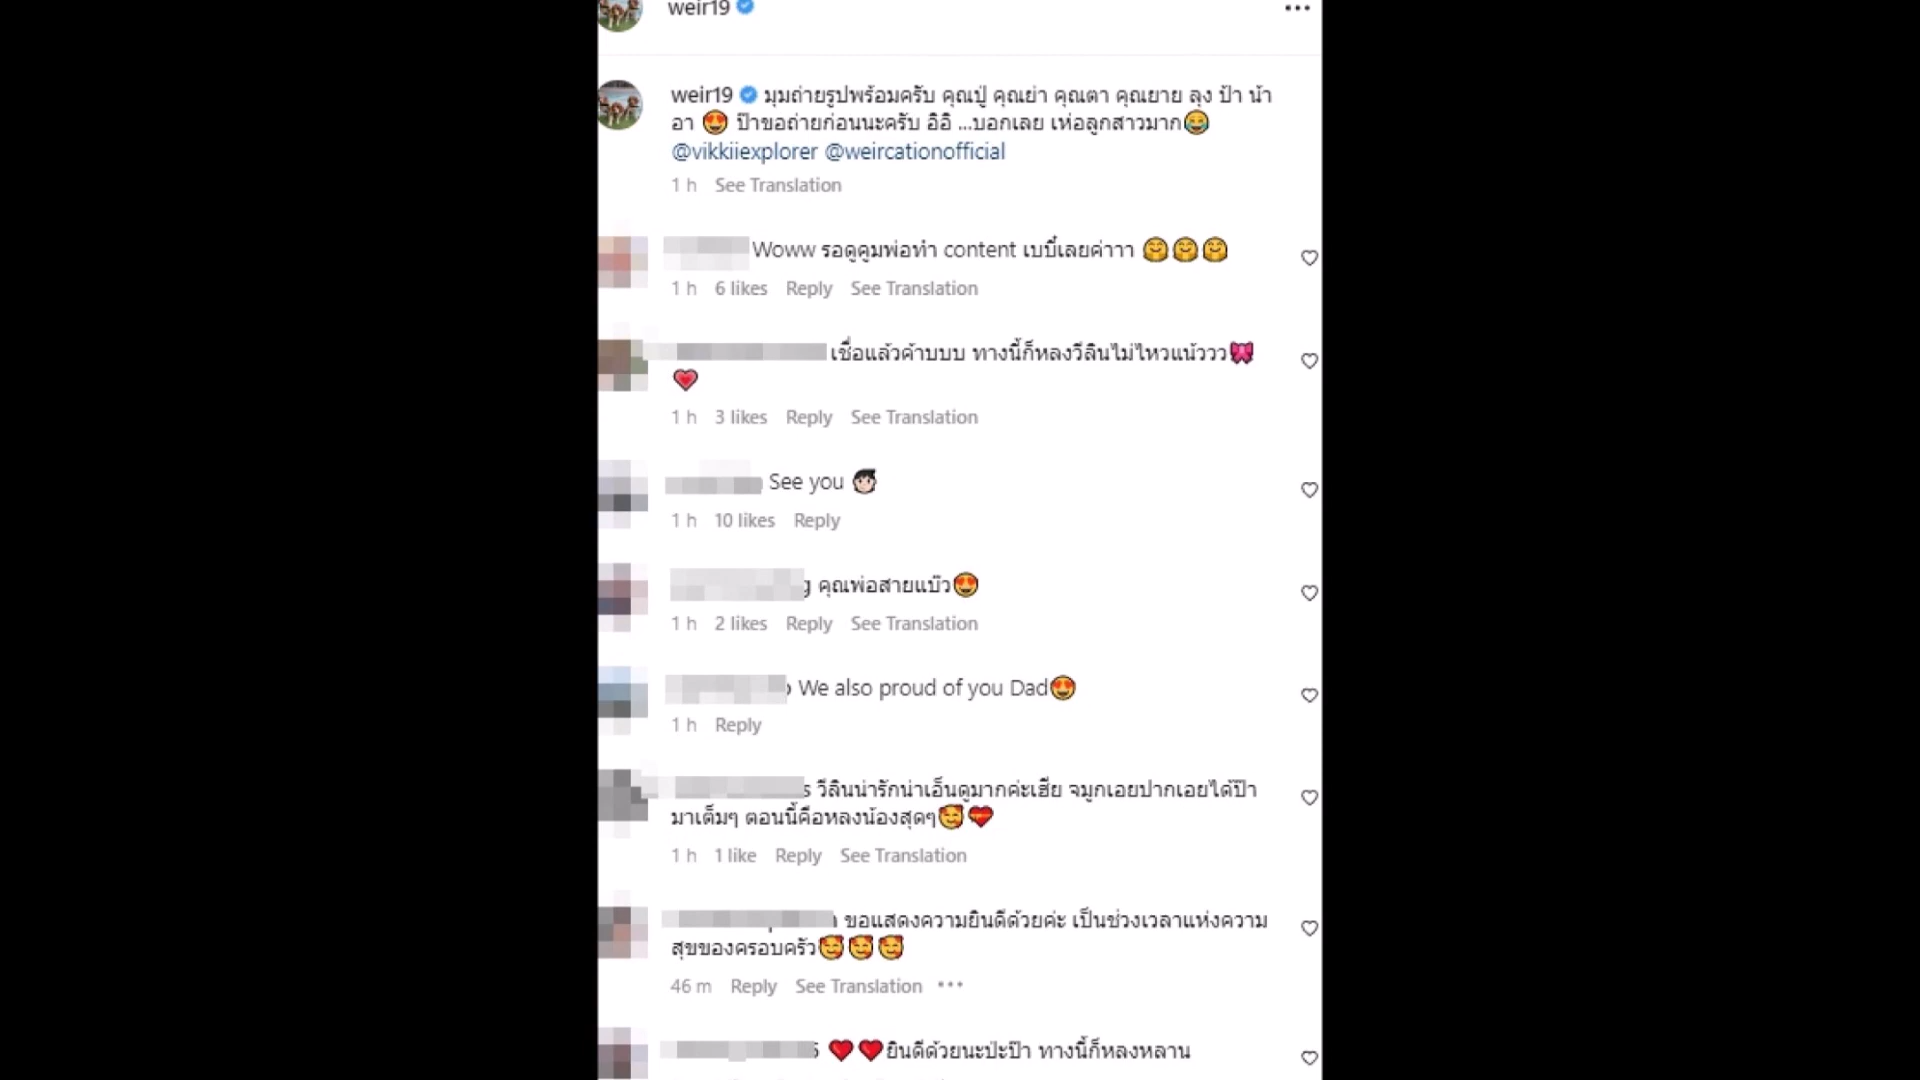 weir19
weir19 มุมถ่ายรูปพร้อมครับ คุณปู่ คุณย่า คุณตา คุณยาย ลุง ป้า น้า
อา 😍 ป๊าขอถ่ายก่อนนะครับ อิอิ ...บอกเลย เห่อลูกสาวมาก😂
@vikkiiexplorer @weircationofficial
1 h See Translation
Woww รอดูคูมพ่อทำ content เบบี๋เลยค่าาา 🤗🤗🤗
1 h 6 likes Reply See Translation
เชื่อแล้วค้าบบบ ทางนี้ก็หลงวีลินไม่ไหวแน้ววว🎀
💗
1 h 3 likes Reply See Translation
See you 👦🏻
1 h 10 likes Reply
g คุณพ่อสายแบ๊ว😍
1 h 2 likes Reply See Translation
We also proud of you Dad😍
1 h Reply
s วีลินน่ารักน่าเอ็นดูมากค่ะเฮีย จมูกเอยปากเอยได้ป๊า
มาเต็มๆ ตอนนี้คือหลงน้องสุดๆ🥰💝
1 h 1 like Reply See Translation
ขอแสดงความยินดีด้วยค่ะ เป็นช่วงเวลาแห่งความ
สุขของครอบครัว🥰🥰🥰
46 m Reply See Translation •••
5 ❤️❤️ยินดีด้วยนะป่ะป๊า ทางนี้ก็หลงหลาน